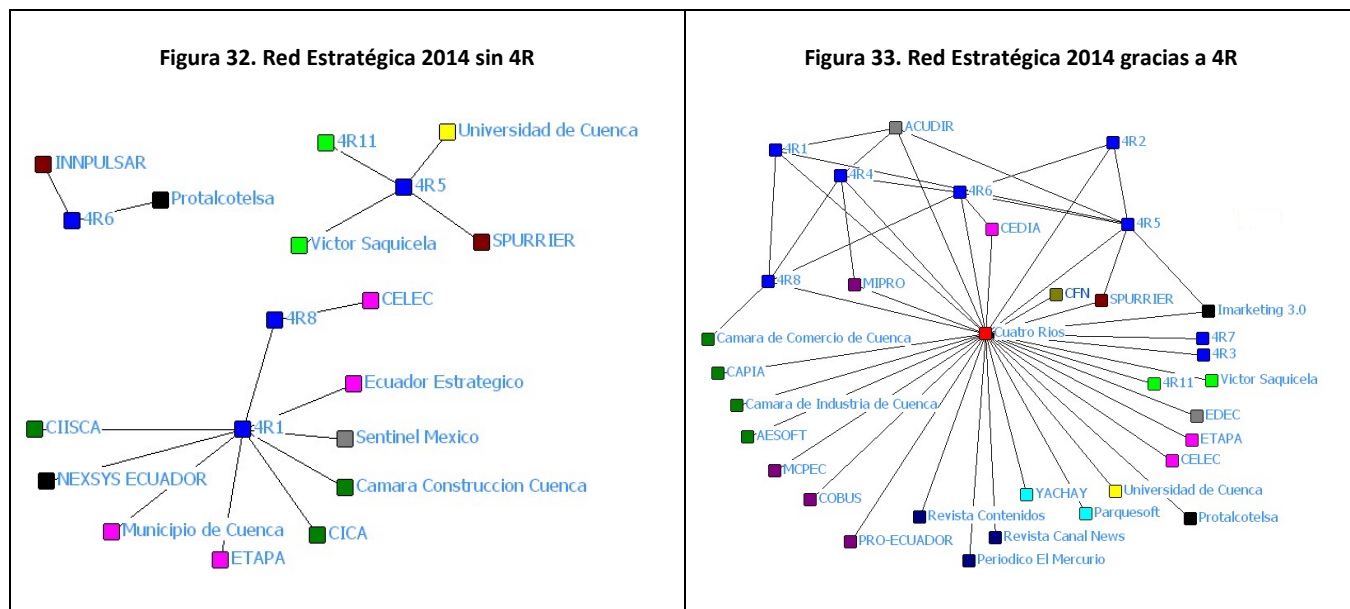 Figura 32. Red Estratégica 2014 sin 4R
INNPULSAR
Protalcotelsa
4R6
4R11
Universidad de Cuenca
4R5
Victor Saquicela
SPURRIER
CELEC
4R8
Ecuador Estrategico
CIISCA
4R1
Sentinel Mexico
NEXSYS ECUADOR
Camara Construccion Cuenca
Municipio de Cuenca
CICA
ETAPA
Figura 33. Red Estratégica 2014 gracias a 4R
ACUDIR
4R1
4R2
4R4
4R6
4R5
CEDIA
4R8
MIPRO
CFN
SPURRIER
Imarketing 3.0
Cuatro Rios
Camara de Comercio de Cuenca
4R7
4R3
CAPIA
4R11
Victor Saquicela
Camara de Industria de Cuenca
EDEC
AESOFT
ETAPA
CELEC
MCPEC
COBUS
YACHAY
Universidad de Cuenca
Revista Contenidos
Parquesoft
Protalcotelsa
PRO-ECUADOR
Revista Canal News
Periodico El Mercurio